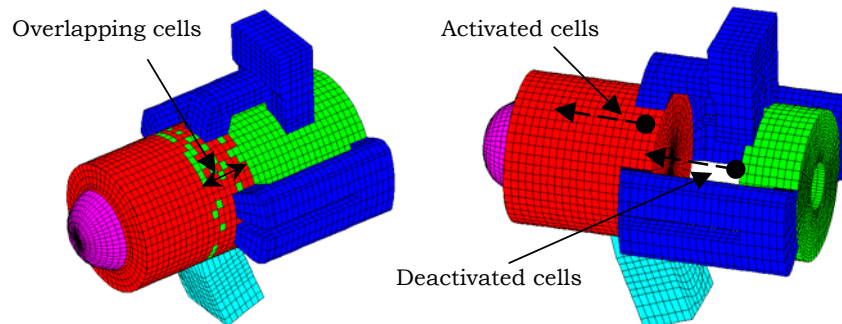 Overlapping cells
Activated cells
Deactivated cells